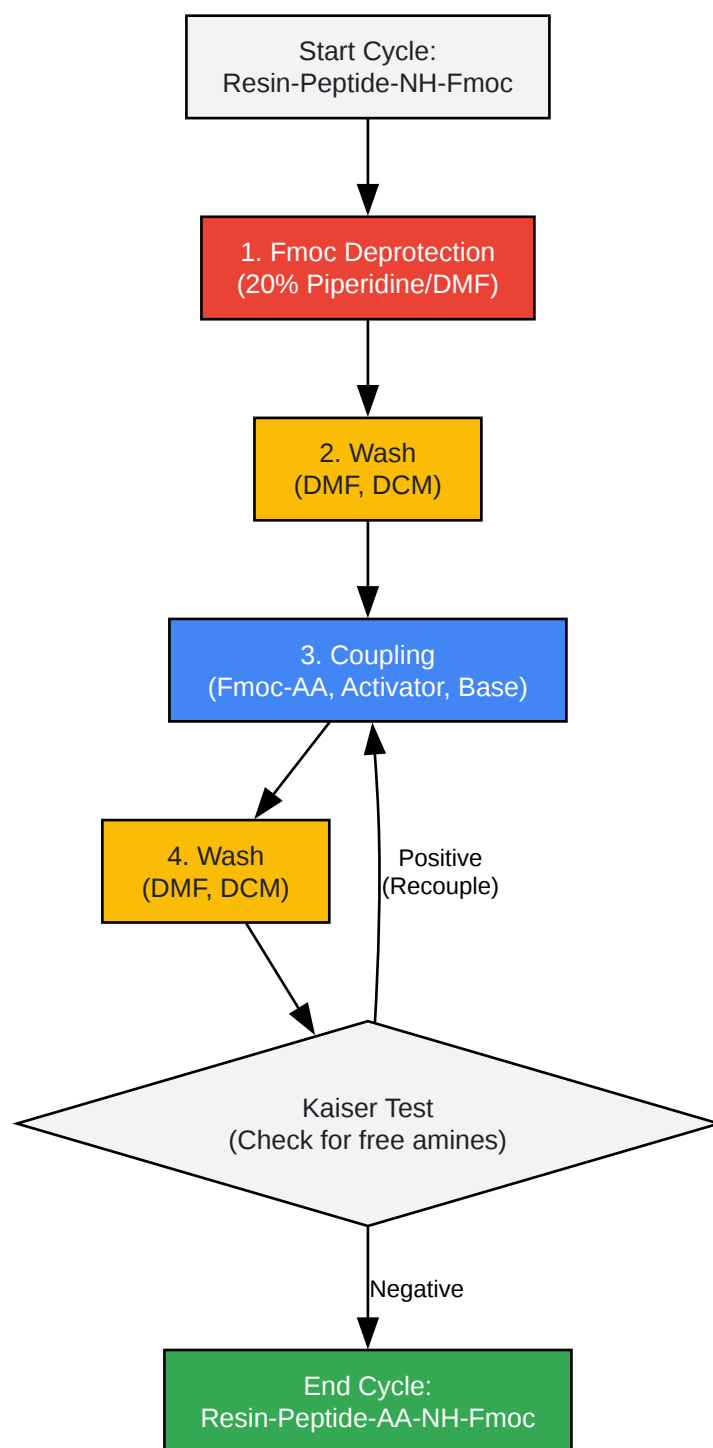 Start Cycle:
Resin-Peptide-NH-Fmoc
1. Fmoc Deprotection
(20% Piperidine/DMF)
2. Wash
(DMF, DCM)
3. Coupling
(Fmoc-AA, Activator, Base)
4. Wash
(DMF, DCM)
Positive
(Recouple)
Kaiser Test
(Check for free amines)
Negative
End Cycle:
Resin-Peptide-AA-NH-Fmoc